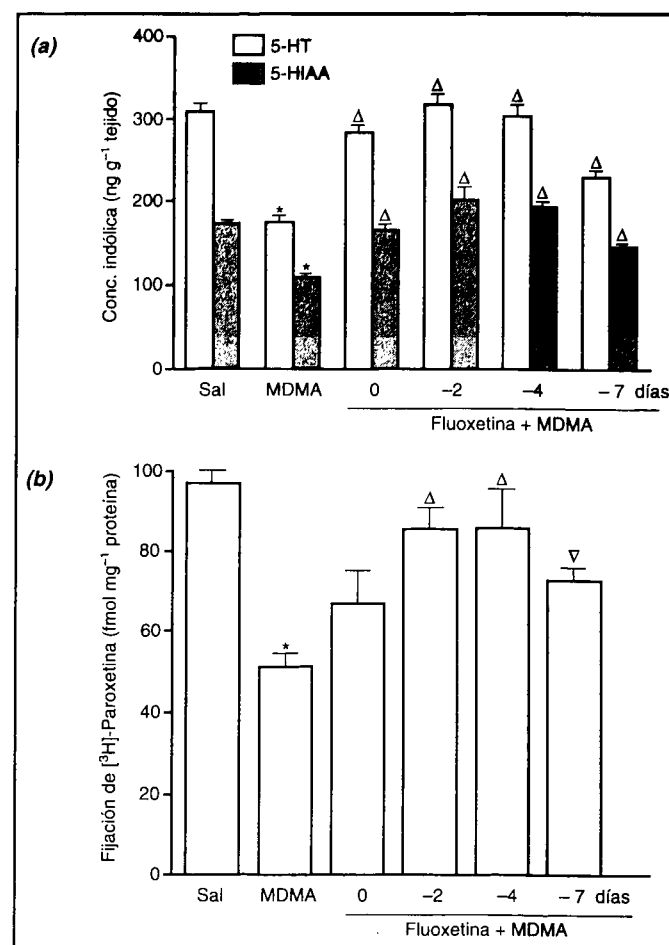 (a)
5-HT
5-HIAA
Conc. indólica (ng g⁻¹ tejido)
400
300
200
100
0
* * Δ Δ Δ Δ Δ Δ Δ Δ
Sal MDMA 0 −2 −4 −7 días
Fluoxetina + MDMA
(b)
Fijación de [³H]-Paroxetina (fmol mg⁻¹ proteína)
100
80
60
40
20
0
* Δ Δ ∇
Sal MDMA 0 −2 −4 −7 días
Fluoxetina + MDMA